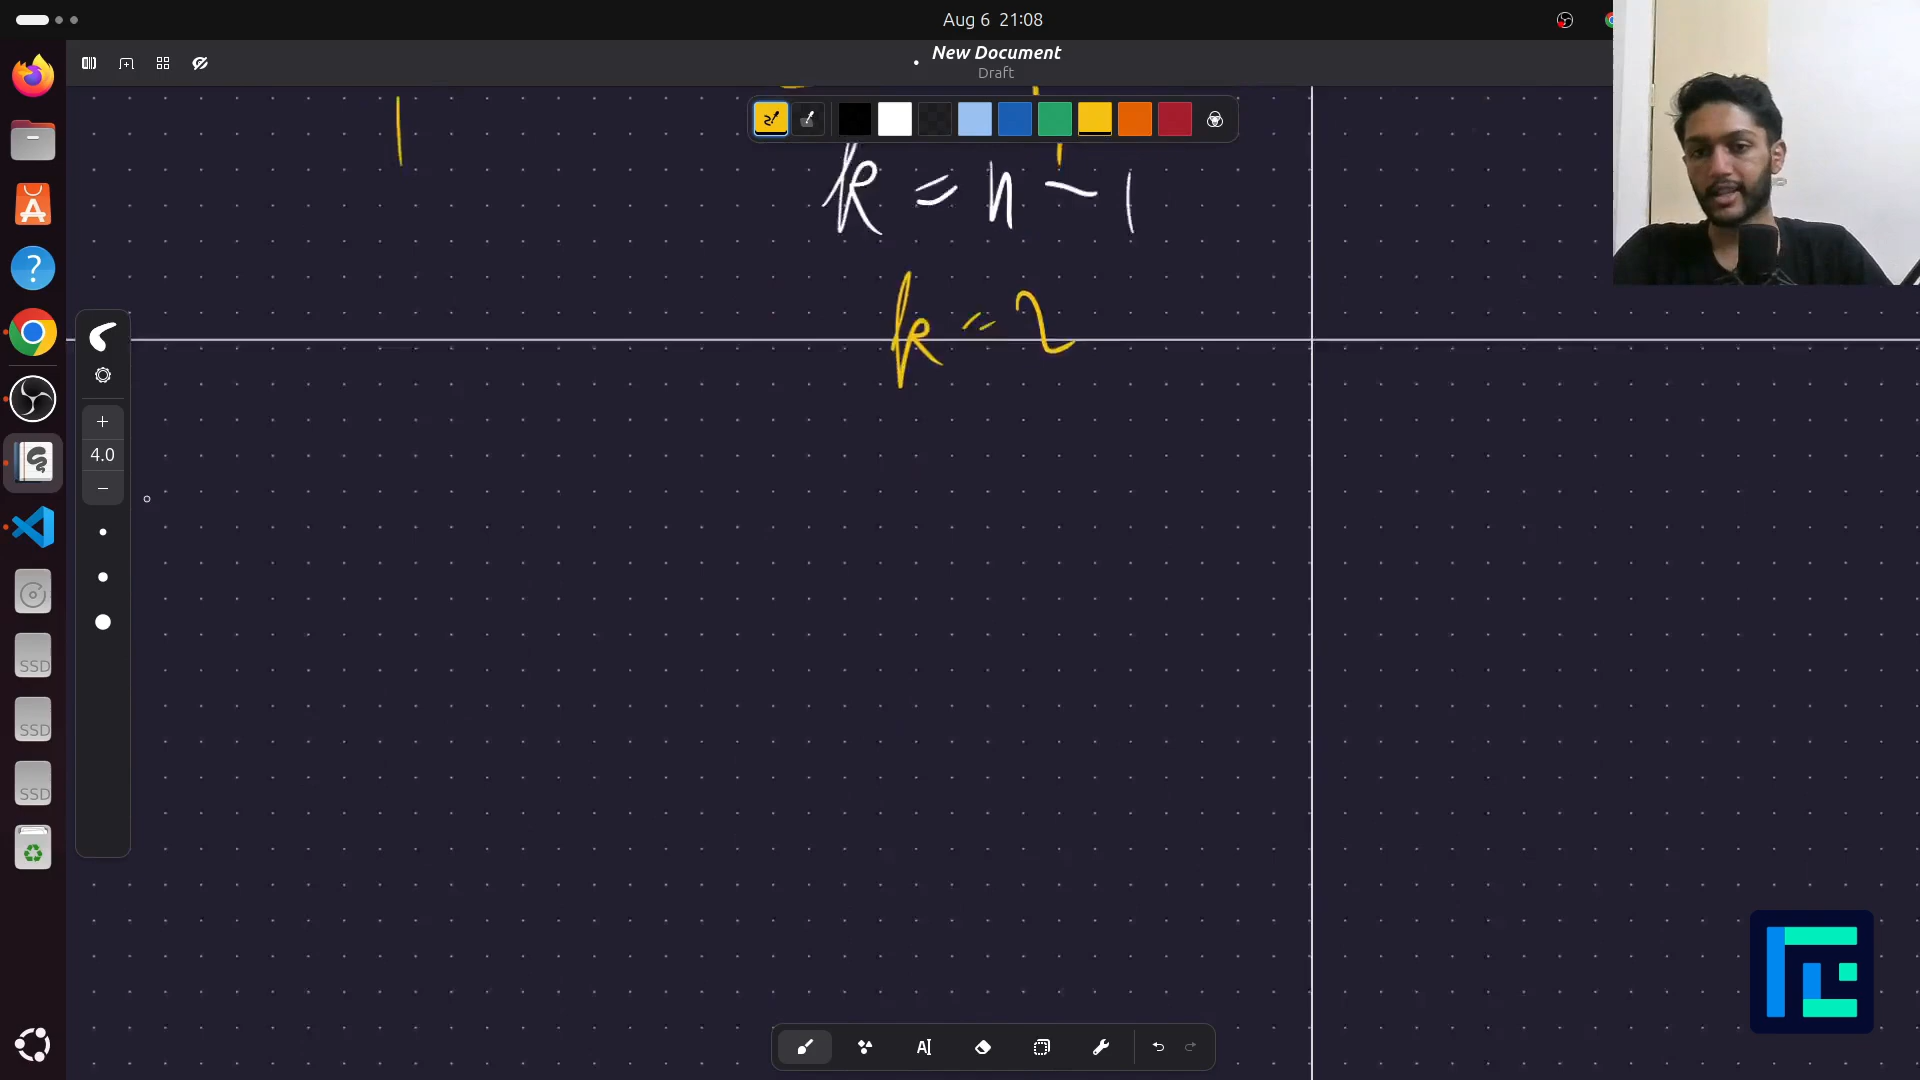 Aug 6 21:08
New Document
Draft
k = n - 1
k = 2
4.0
SSD
SSD
SSD